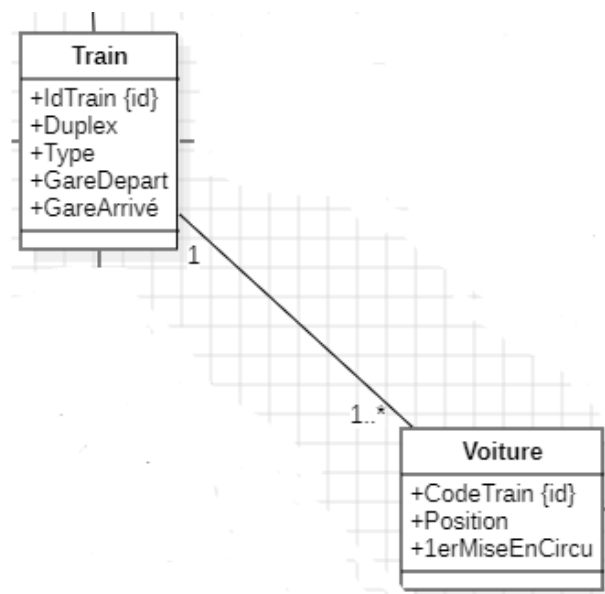 Train
+IdTrain {id}
+Duplex
+Type
+GareDepart
+GareArrivé
1
1..*
Voiture
+CodeTrain {id}
+Position
+1erMiseEnCircu